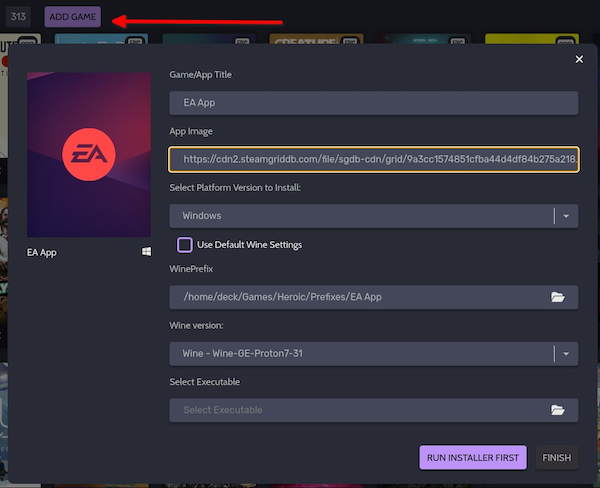 313
ADD GAME
CREATURE
Game/App Title
EA App
App Image
https://cdn2.steamgriddb.com/file/sgdb-cdn/grid/9a3cc1574851cfba44d4df84b275a218.
Select Platform Version to Install:
Windows
EA
EA App
Use Default Wine Settings
WinePrefix
/home/deck/Games/Heroic/Prefixes/EA App
Wine version:
Wine - Wine-GE-Proton7-31
Select Executable
Select Executable
RUN INSTALLER FIRST
FINISH